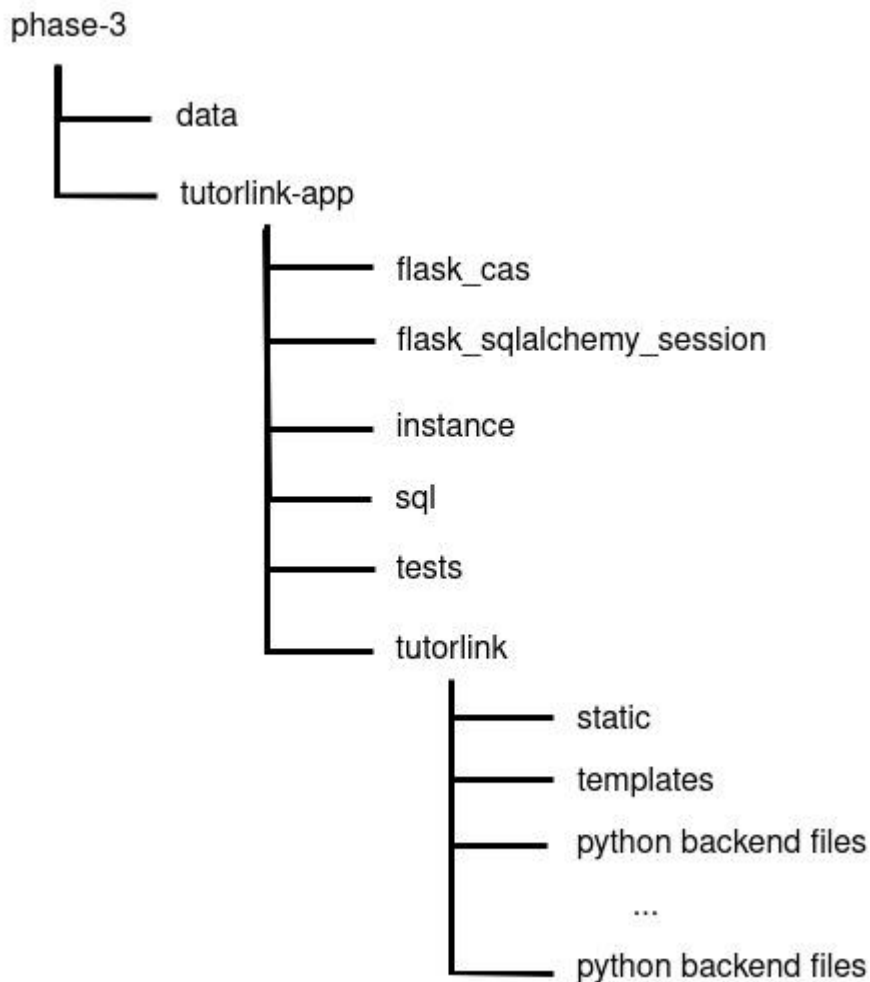 phase-3
data
tutorlink-app
flask_cas
flask_sqlalchemy_session
instance
sql
tests
tutorlink
static
templates
python backend files
...
python backend files